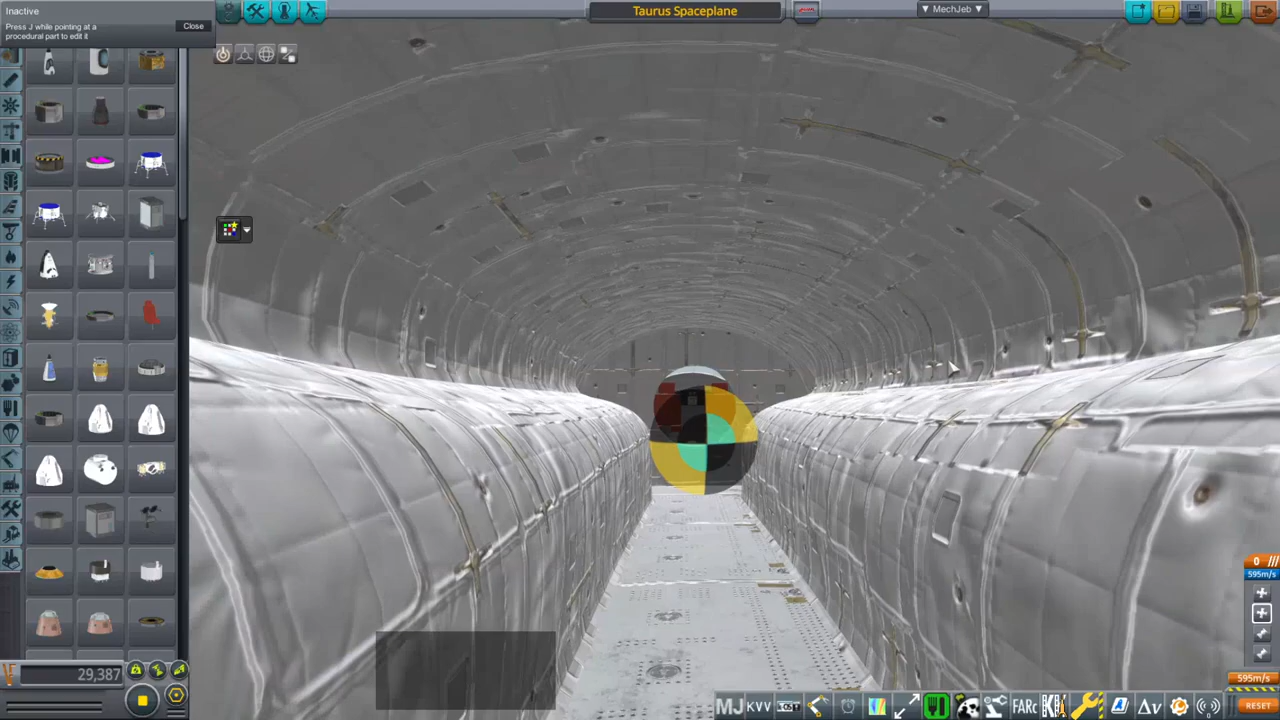 Inactive
Press J while pointing at a
procedural part to edit it
Close
Taurus Spaceplane
▼ MechJeb ▼
0
595m/s
29,387
MJ
KVV
FARc
Δv
595m/s
RESET